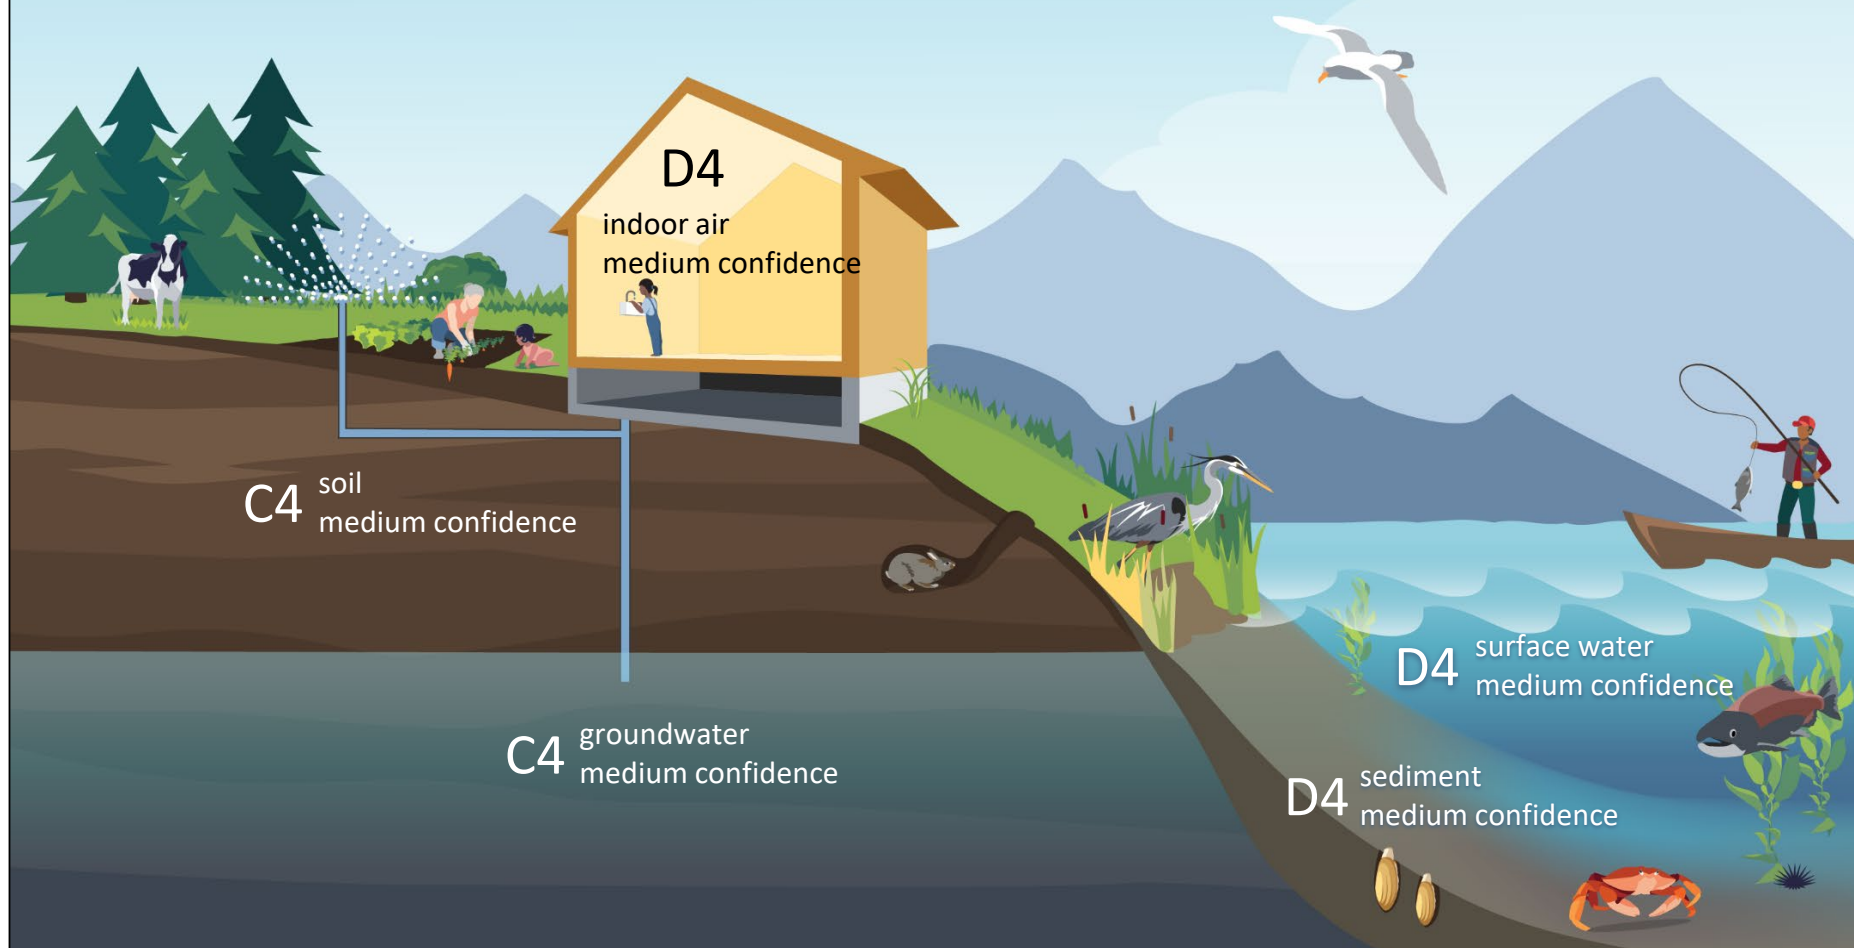 D4
indoor air
medium confidence
C4
soil
medium confidence
D4
surface water
medium confidence
C4
groundwater
medium confidence
D4
sediment
medium confidence